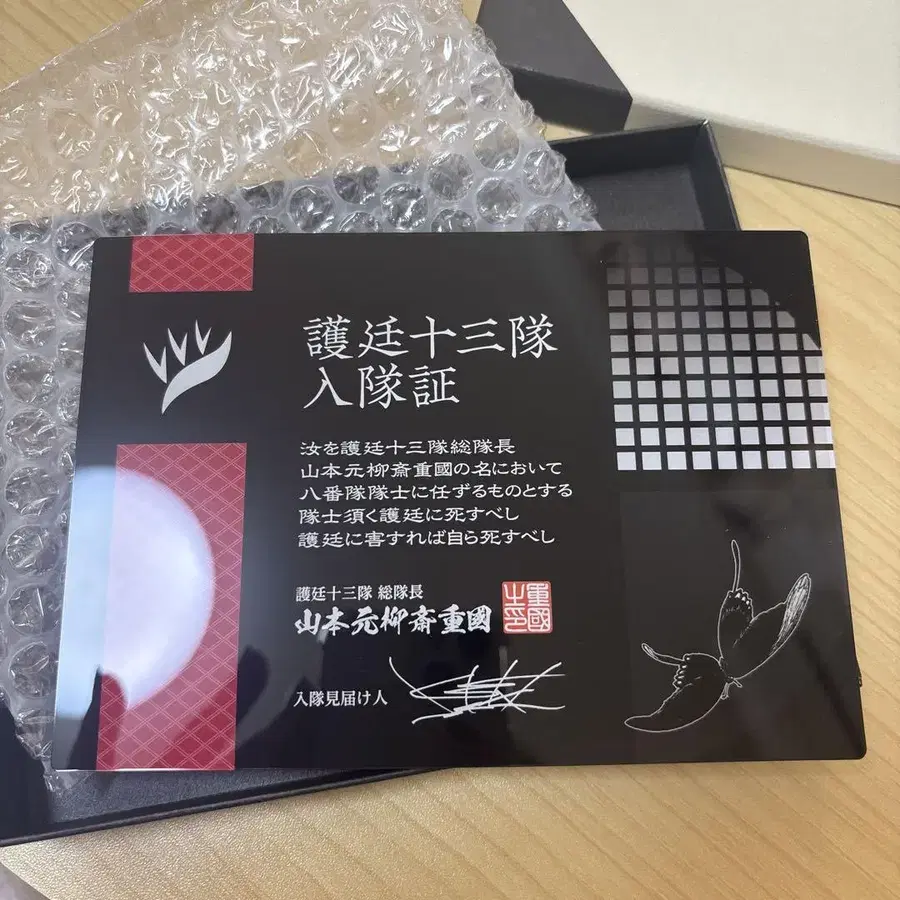 護廷十三隊
入隊証
汝を護廷十三隊総隊長
山本元柳斎重國の名において
八番隊隊士に任ずるものとする
隊士須く護廷に死すべし
護廷に害すれば自ら死すべし
護廷十三隊 総隊長
山本元柳斎重國
重國
入隊見届け人